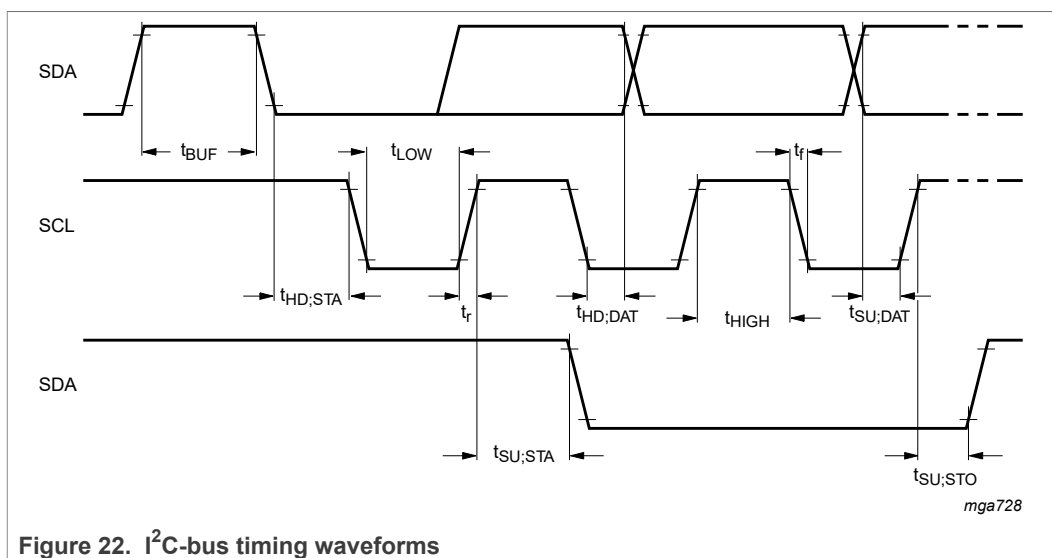 SDA
tBUF
tLOW
tf
SCL
tHD;STA
tr
tHD;DAT
tHIGH
tSU;DAT
SDA
tSU;STA
tSU;STO
mga728
Figure 22. I²C-bus timing waveforms